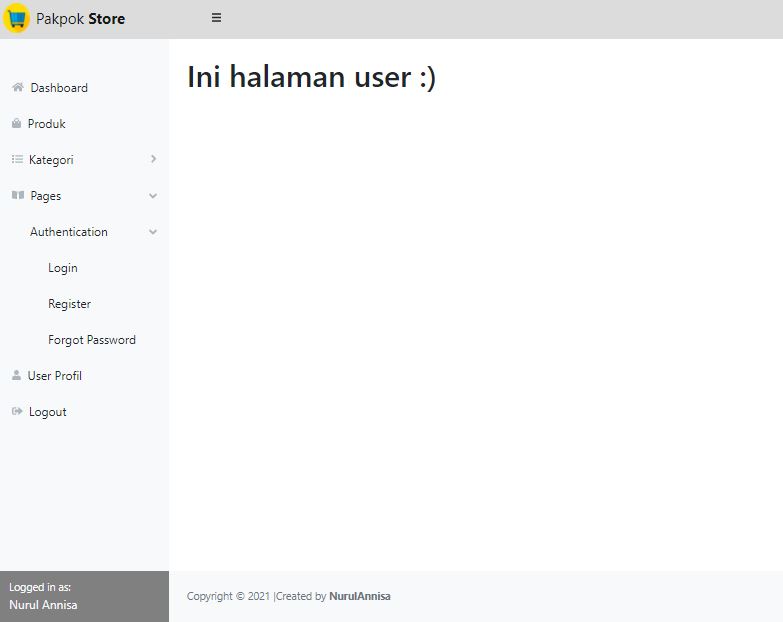 Pakpok Store
Ini halaman user :)
Dashboard
Produk
Kategori
Pages
Authentication
Login
Register
Forgot Password
User Profil
Logout
Logged in as:
Nurul Annisa
Copyright © 2021 |Created by NurulAnnisa